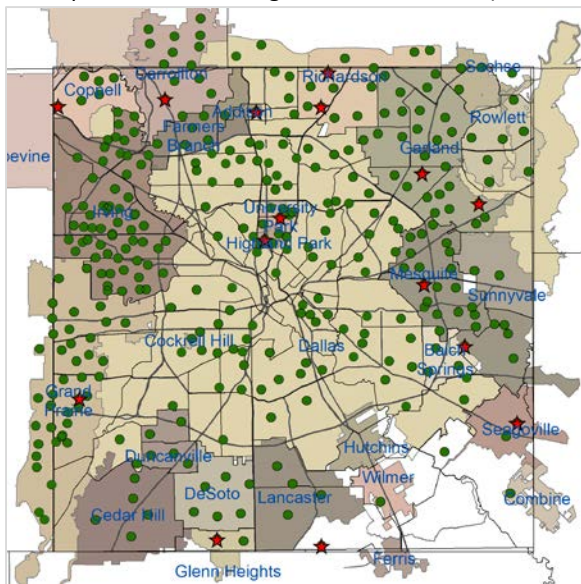 Coppell
Carrollton
Richardson
Sachse
Addison
Rowlett
Farmers
Branch
Garland
Irving
University
Park
Highland Park
Mesquite
Sunnyvale
Cockrell Hill
Dallas
Balch
Springs
Grand
Prairie
Seagoville
Hutchins
Duncanville
Wilmer
DeSoto
Lancaster
Combine
Cedar Hill
Ferris
Glenn Heights